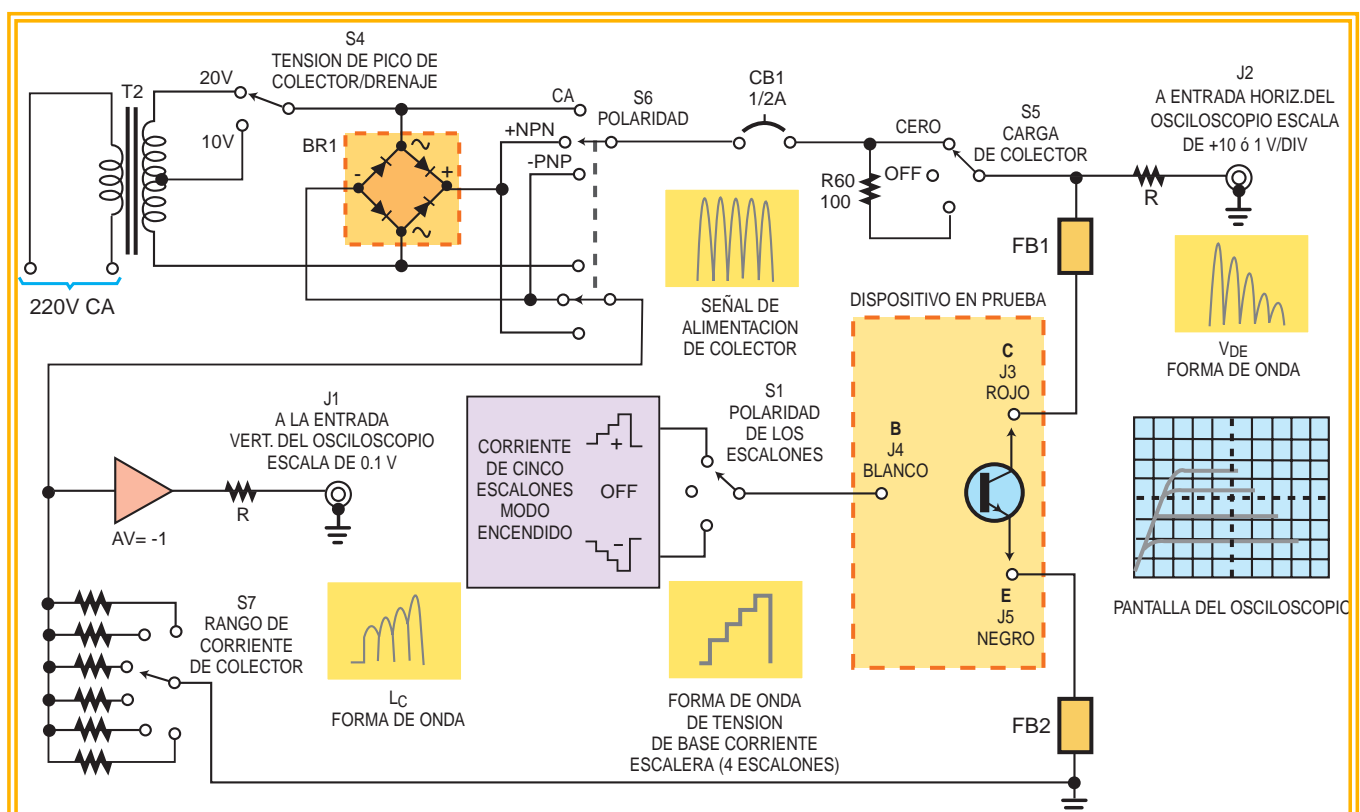 S4
TENSION DE PICO DE
COLECTOR/DRENAJE
T2
20V
10V
220V CA
BR1
-
+
CA
+NPN
-PNP
S6
POLARIDAD
CB1
1/2A
CERO
OFF
R60
100
S5
CARGA
DE COLECTOR
J2
A ENTRADA HORIZ.DEL
OSCILOSCOPIO ESCALA
DE +10 ó 1 V/DIV
R
FB1
SEÑAL DE
ALIMENTACION
DE COLECTOR
DISPOSITIVO EN PRUEBA
VDE
FORMA DE ONDA
J1
A LA ENTRADA
VERT. DEL OSCILOSCOPIO
ESCALA DE 0.1 V
AV= -1
R
CORRIENTE
DE CINCO
ESCALONES
MODO
ENCENDIDO
+
OFF
-
S1
POLARIDAD
DE LOS
ESCALONES
B
J4
BLANCO
C
J3
ROJO
E
J5
NEGRO
PANTALLA DEL OSCILOSCOPIO
S7
RANGO DE
CORRIENTE
DE COLECTOR
LC
FORMA DE ONDA
FORMA DE ONDA
DE TENSION
DE BASE CORRIENTE
ESCALERA (4 ESCALONES)
FB2